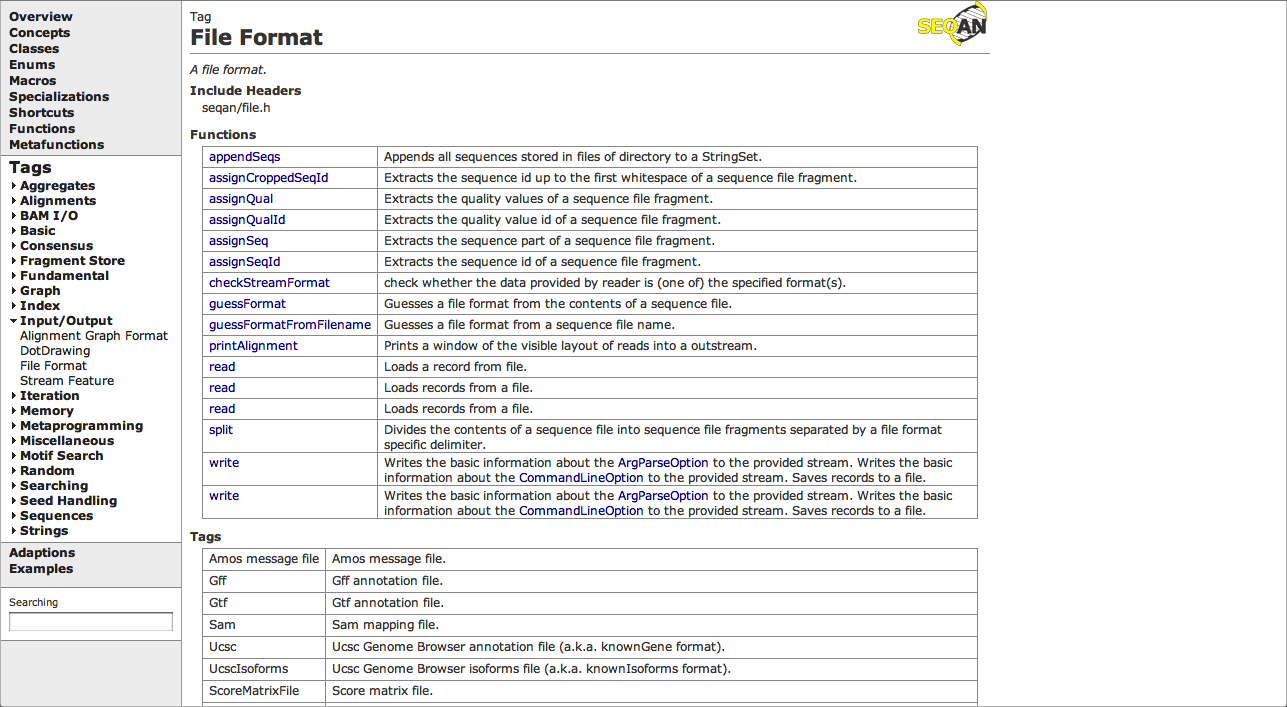 Overview
Concepts
Classes
Enums
Macros
Specializations
Shortcuts
Functions
Metafunctions
Tags
Aggregates
Alignments
BAM I/O
Basic
Consensus
Fragment Store
Fundamental
Graph
Index
Input/Output
Alignment Graph Format
DotDrawing
File Format
Stream Feature
Iteration
Memory
Metaprogramming
Miscellaneous
Motif Search
Random
Searching
Seed Handling
Sequences
Strings
Adaptions
Examples
Searching
Tag
File Format
SEQAN
A file format.
Include Headers
seqan/file.h
Functions
appendSeqs Appends all sequences stored in files of directory to a StringSet.
assignCroppedSeqId Extracts the sequence id up to the first whitespace of a sequence file fragment.
assignQual Extracts the quality values of a sequence file fragment.
assignQualId Extracts the quality value id of a sequence file fragment.
assignSeq Extracts the sequence part of a sequence file fragment.
assignSeqId Extracts the sequence id of a sequence file fragment.
checkStreamFormat check whether the data provided by reader is (one of) the specified format(s).
guessFormat Guesses a file format from the contents of a sequence file.
guessFormatFromFilename Guesses a file format from a sequence file name.
printAlignment Prints a window of the visible layout of reads into a outstream.
read Loads a record from file.
read Loads records from a file.
read Loads records from a file.
split Divides the contents of a sequence file into sequence file fragments separated by a file format
specific delimiter.
write Writes the basic information about the ArgParseOption to the provided stream. Writes the basic
information about the CommandLineOption to the provided stream. Saves records to a file.
write Writes the basic information about the ArgParseOption to the provided stream. Writes the basic
information about the CommandLineOption to the provided stream. Saves records to a file.
Tags
Amos message file Amos message file.
Gff Gff annotation file.
Gtf Gtf annotation file.
Sam Sam mapping file.
Ucsc Ucsc Genome Browser annotation file (a.k.a. knownGene format).
UcscIsoforms Ucsc Genome Browser isoforms file (a.k.a. knownIsoforms format).
ScoreMatrixFile Score matrix file.